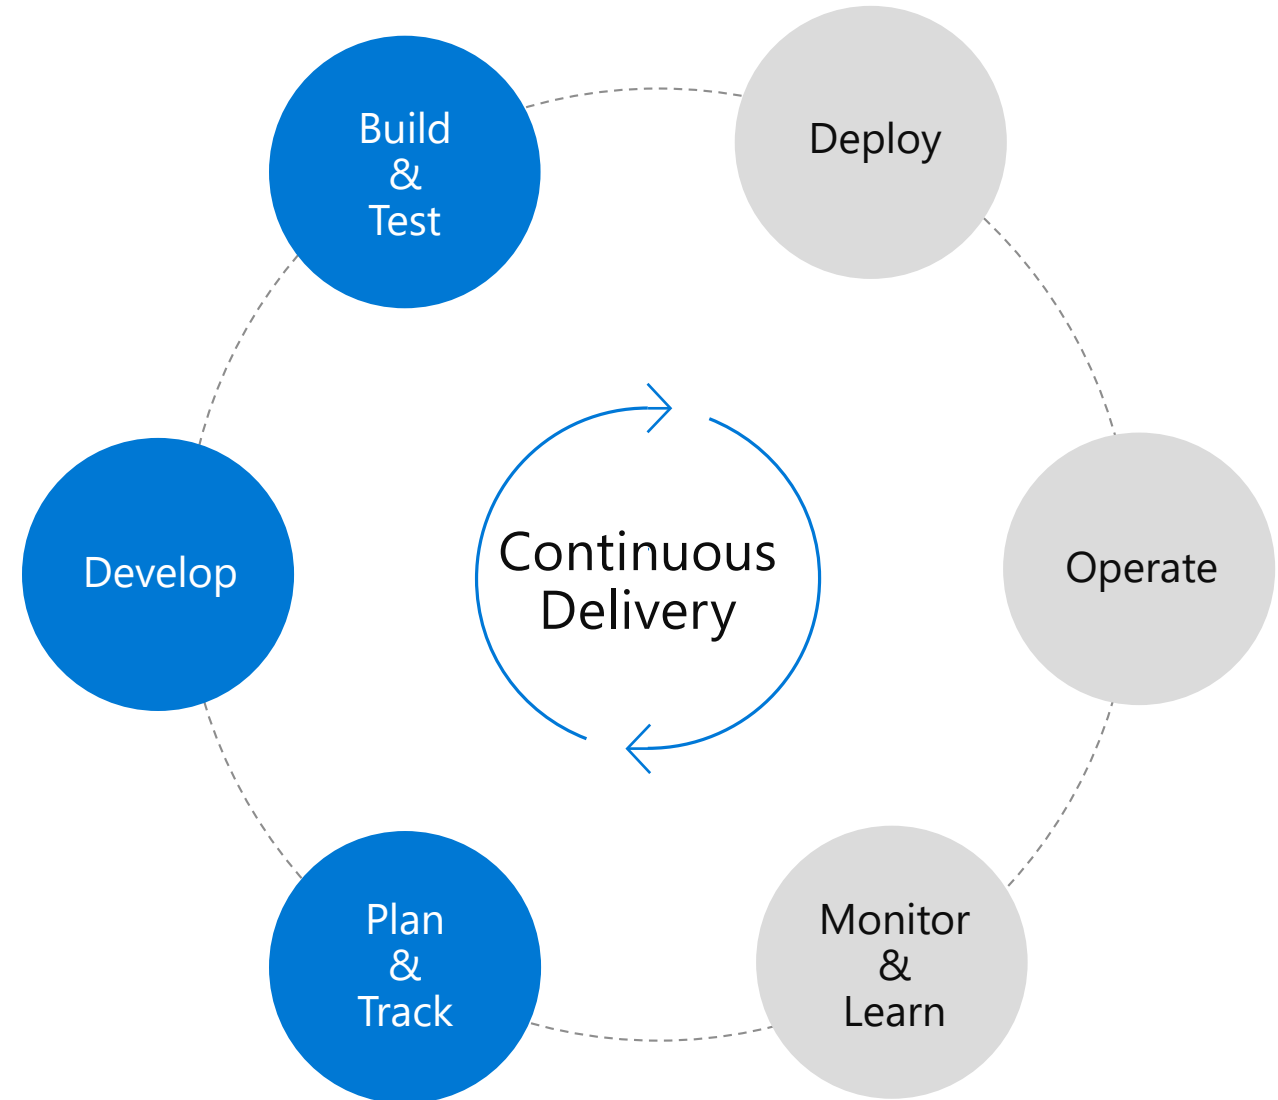 Build
&
Test
Deploy
Develop
Continuous
Delivery
Operate
Plan
&
Track
Monitor
&
Learn